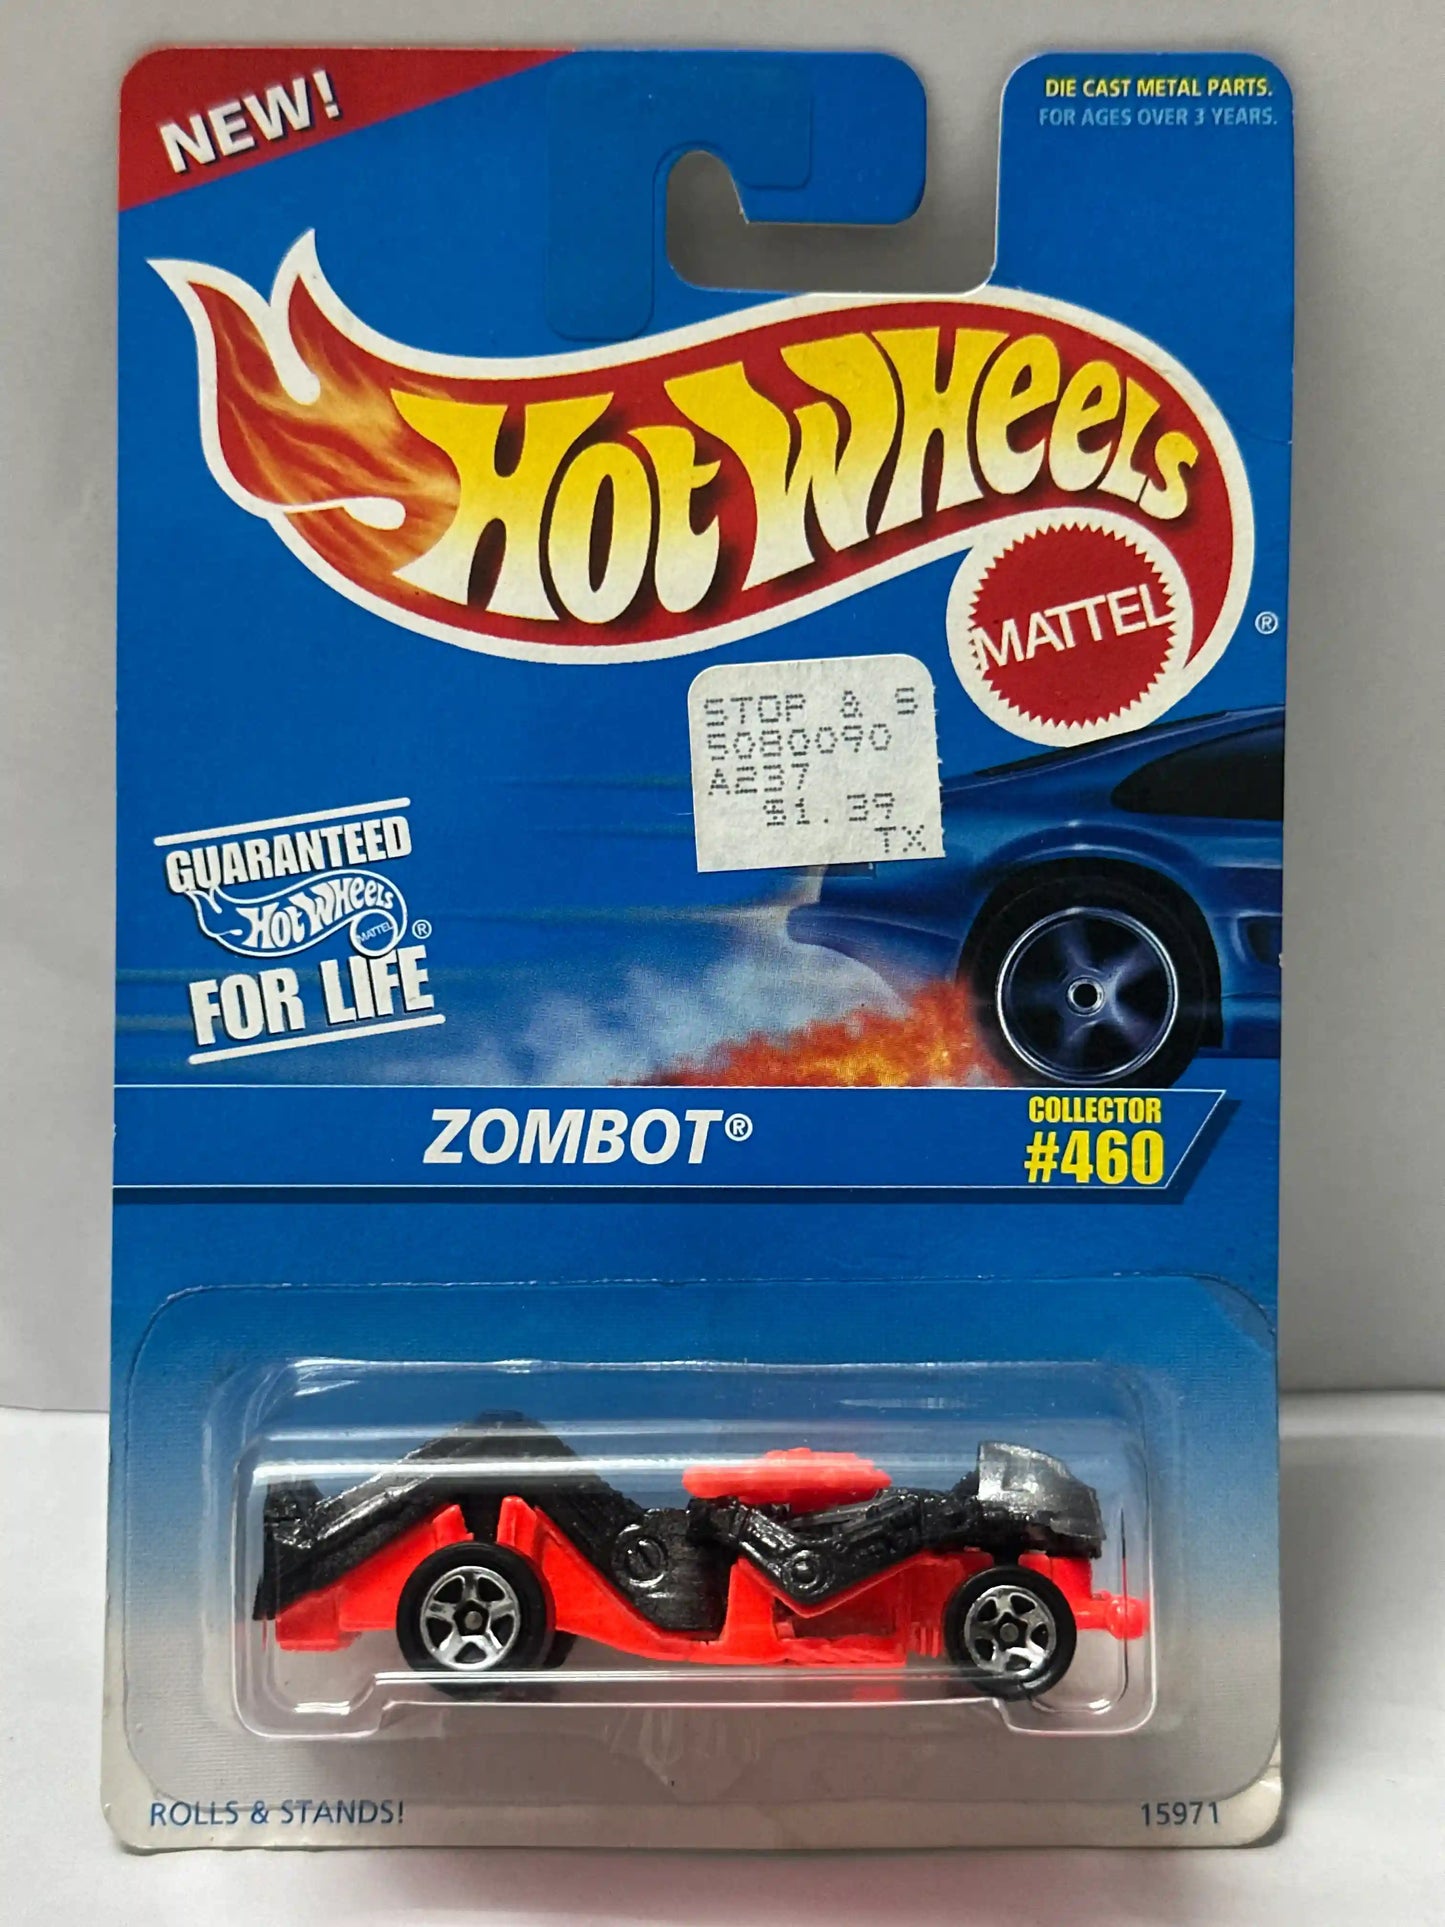 NEW!
DIE CAST METAL PARTS.
FOR AGES OVER 3 YEARS.
HOT WHEELS
MATTEL
®
STOP & S
5080090
A237
$1.39
TX
GUARANTEED
HOT WHEELS
MATTEL ®
FOR LIFE
ZOMBOT®
COLLECTOR
#460
ROLLS & STANDS!
15971